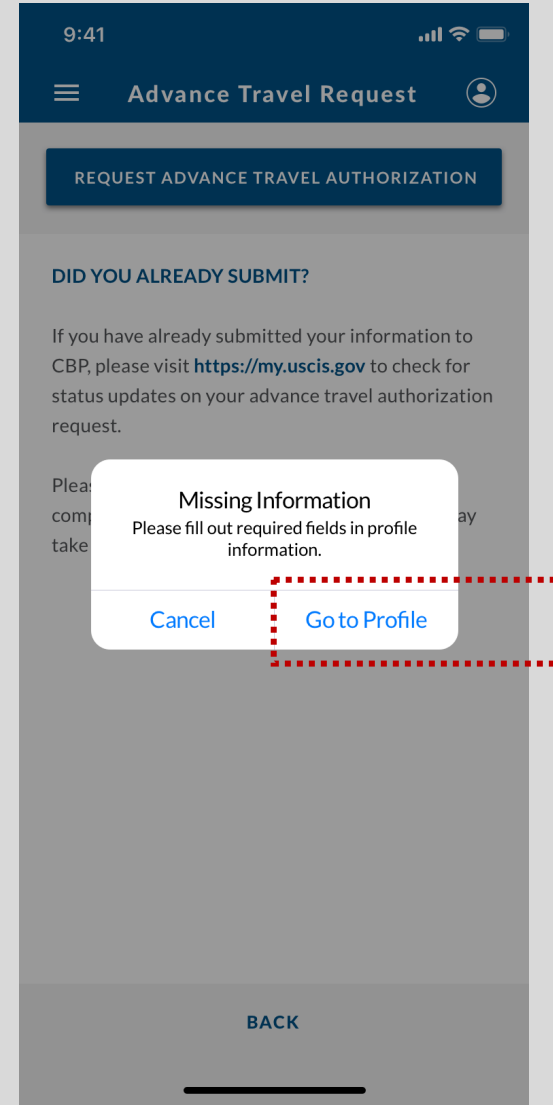 9:41
Advance Travel Request
REQUEST ADVANCE TRAVEL AUTHORIZATION
DID YOU ALREADY SUBMIT?
If you have already submitted your information to
CBP, please visit https://my.uscis.gov to check for
status updates on your advance travel authorization
request.
Missing Information
Please fill out required fields in profile
information.
take
Cancel
Go to Profile
BACK